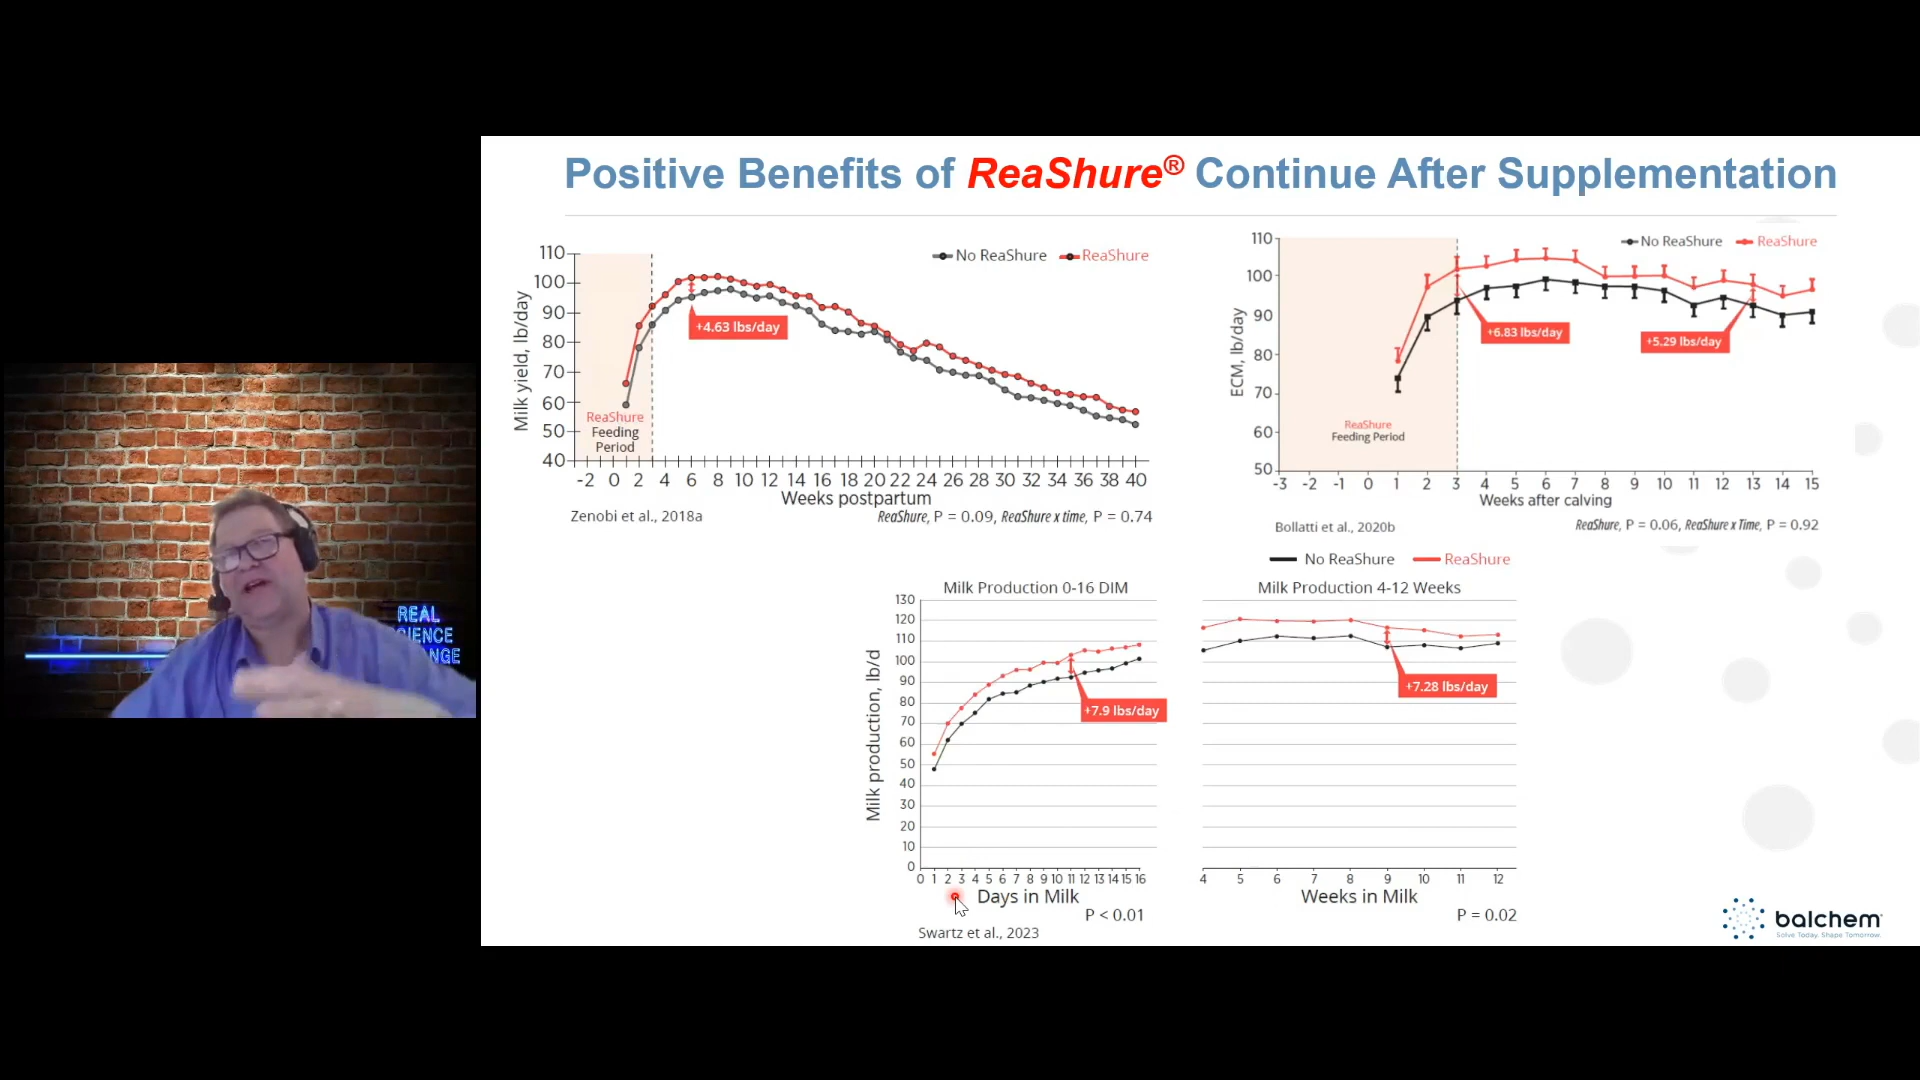 Positive Benefits of ReaShure® Continue After Supplementation
No ReaShure ReaShure
110
100
90
80
70
60
50
40
Milk yield, lb/day
+4.63 lbs/day
ReaShure
Feeding
Period
-2 0 2 4 6 8 10 12 14 16 18 20 22 24 26 28 30 32 34 36 38 40
Weeks postpartum
Zenobi et al., 2018a
ReaShure, P = 0.09, ReaShure x time, P = 0.74
No ReaShure ReaShure
110
100
90
80
70
60
50
ECM, lb/day
+6.83 lbs/day
+5.29 lbs/day
ReaShure
Feeding Period
-3 -2 -1 0 1 2 3 4 5 6 7 8 9 10 11 12 13 14 15
Weeks after calving
Bollatti et al., 2020b
ReaShure, P = 0.06, ReaShure x Time, P = 0.92
No ReaShure ReaShure
Milk Production 0-16 DIM
130
120
110
100
90
80
70
60
50
40
30
20
10
0
Milk production, lb/d
+7.9 lbs/day
0 1 2 3 4 5 6 7 8 9 10 11 12 13 14 15 16
Days in Milk
P < 0.01
Swartz et al., 2023
Milk Production 4-12 Weeks
+7.28 lbs/day
4 5 6 7 8 9 10 11 12
Weeks in Milk
P = 0.02
balchem
Solve Today. Shape Tomorrow.
REAL
CIENCE
ANGE